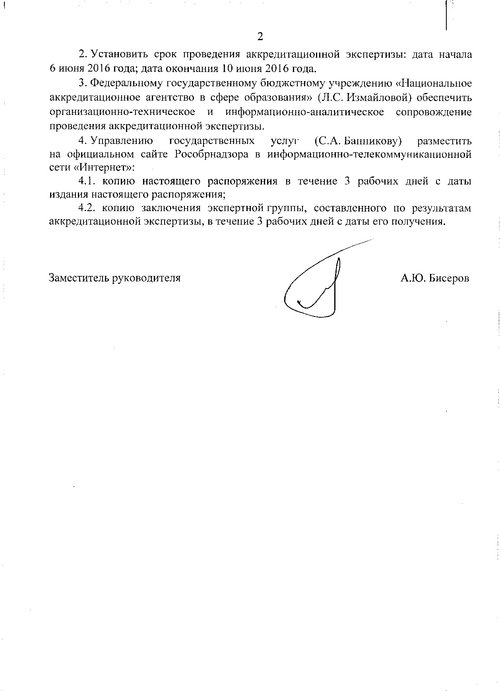 2
2. Установить срок проведения аккредитационной экспертизы: дата начала
6 июня 2016 года; дата окончания 10 июня 2016 года.
3. Федеральному государственному бюджетному учреждению «Национальное
аккредитационное агентство в сфере образования» (Л.С. Измайловой) обеспечить
организационно-техническое и информационно-аналитическое сопровождение
проведения аккредитационной экспертизы.
4. Управлению государственных услуг (С.А. Банникову) разместить
на официальном сайте Рособрнадзора в информационно-телекоммуникационной
сети «Интернет»:
4.1. копию настоящего распоряжения в течение 3 рабочих дней с даты
издания настоящего распоряжения;
4.2. копию заключения экспертной группы, составленного по результатам
аккредитационной экспертизы, в течение 3 рабочих дней с даты его получения.
Заместитель руководителя А.Ю. Бисеров